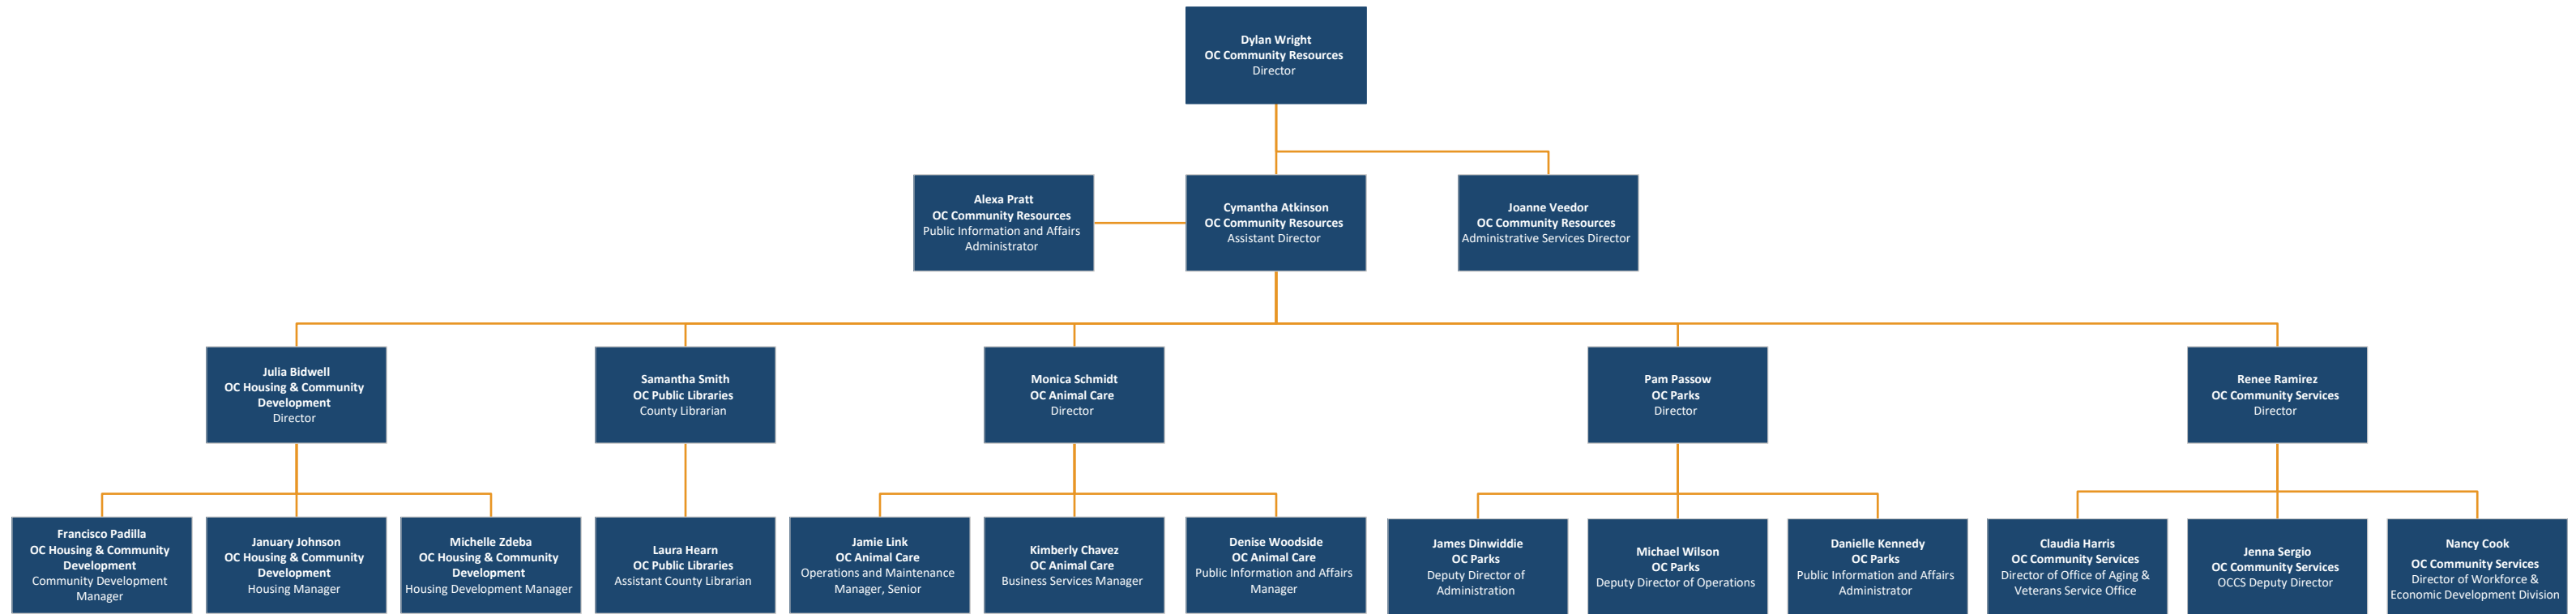 Dylan Wright
OC Community Resources
Director
Alexa Pratt
OC Community Resources
Public Information and Affairs
Administrator
Cymantha Atkinson
OC Community Resources
Assistant Director
Joanne Veedor
OC Community Resources
Administrative Services Director
Julia Bidwell
OC Housing & Community
Development
Director
Samantha Smith
OC Public Libraries
County Librarian
Monica Schmidt
OC Animal Care
Director
Pam Passow
OC Parks
Director
Renee Ramirez
OC Community Services
Director
Francisco Padilla
OC Housing & Community
Development
Community Development
Manager
January Johnson
OC Housing & Community
Development
Housing Manager
Michelle Zdeba
OC Housing & Community
Development
Housing Development Manager
Laura Hearn
OC Public Libraries
Assistant County Librarian
Jamie Link
OC Animal Care
Operations and Maintenance
Manager, Senior
Kimberly Chavez
OC Animal Care
Business Services Manager
Denise Woodside
OC Animal Care
Public Information and Affairs
Manager
James Dinwiddie
OC Parks
Deputy Director of
Administration
Michael Wilson
OC Parks
Deputy Director of Operations
Danielle Kennedy
OC Parks
Public Information and Affairs
Administrator
Claudia Harris
OC Community Services
Director of Office of Aging &
Veterans Service Office
Jenna Sergio
OC Community Services
OCCS Deputy Director
Nancy Cook
OC Community Services
Director of Workforce &
Economic Development Division